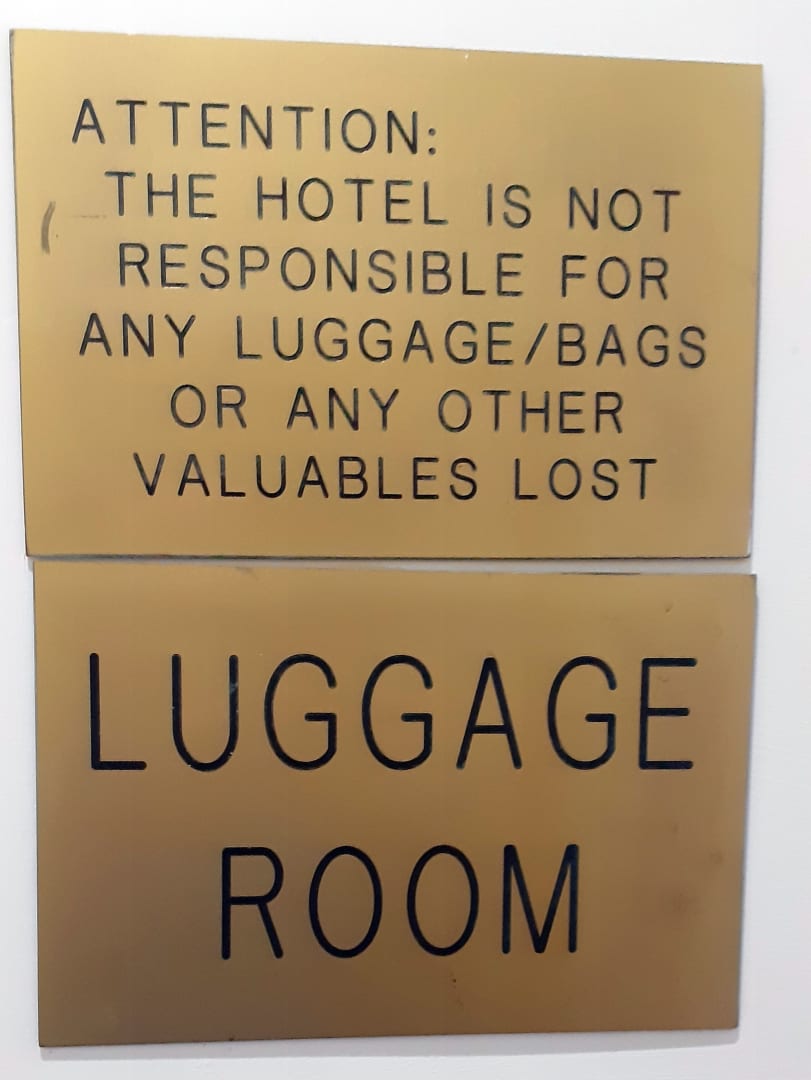 ATTENTION:
THE HOTEL IS NOT
RESPONSIBLE FOR
ANY LUGGAGE/BAGS
OR ANY OTHER
VALUABLES LOST
LUGGAGE
ROOM